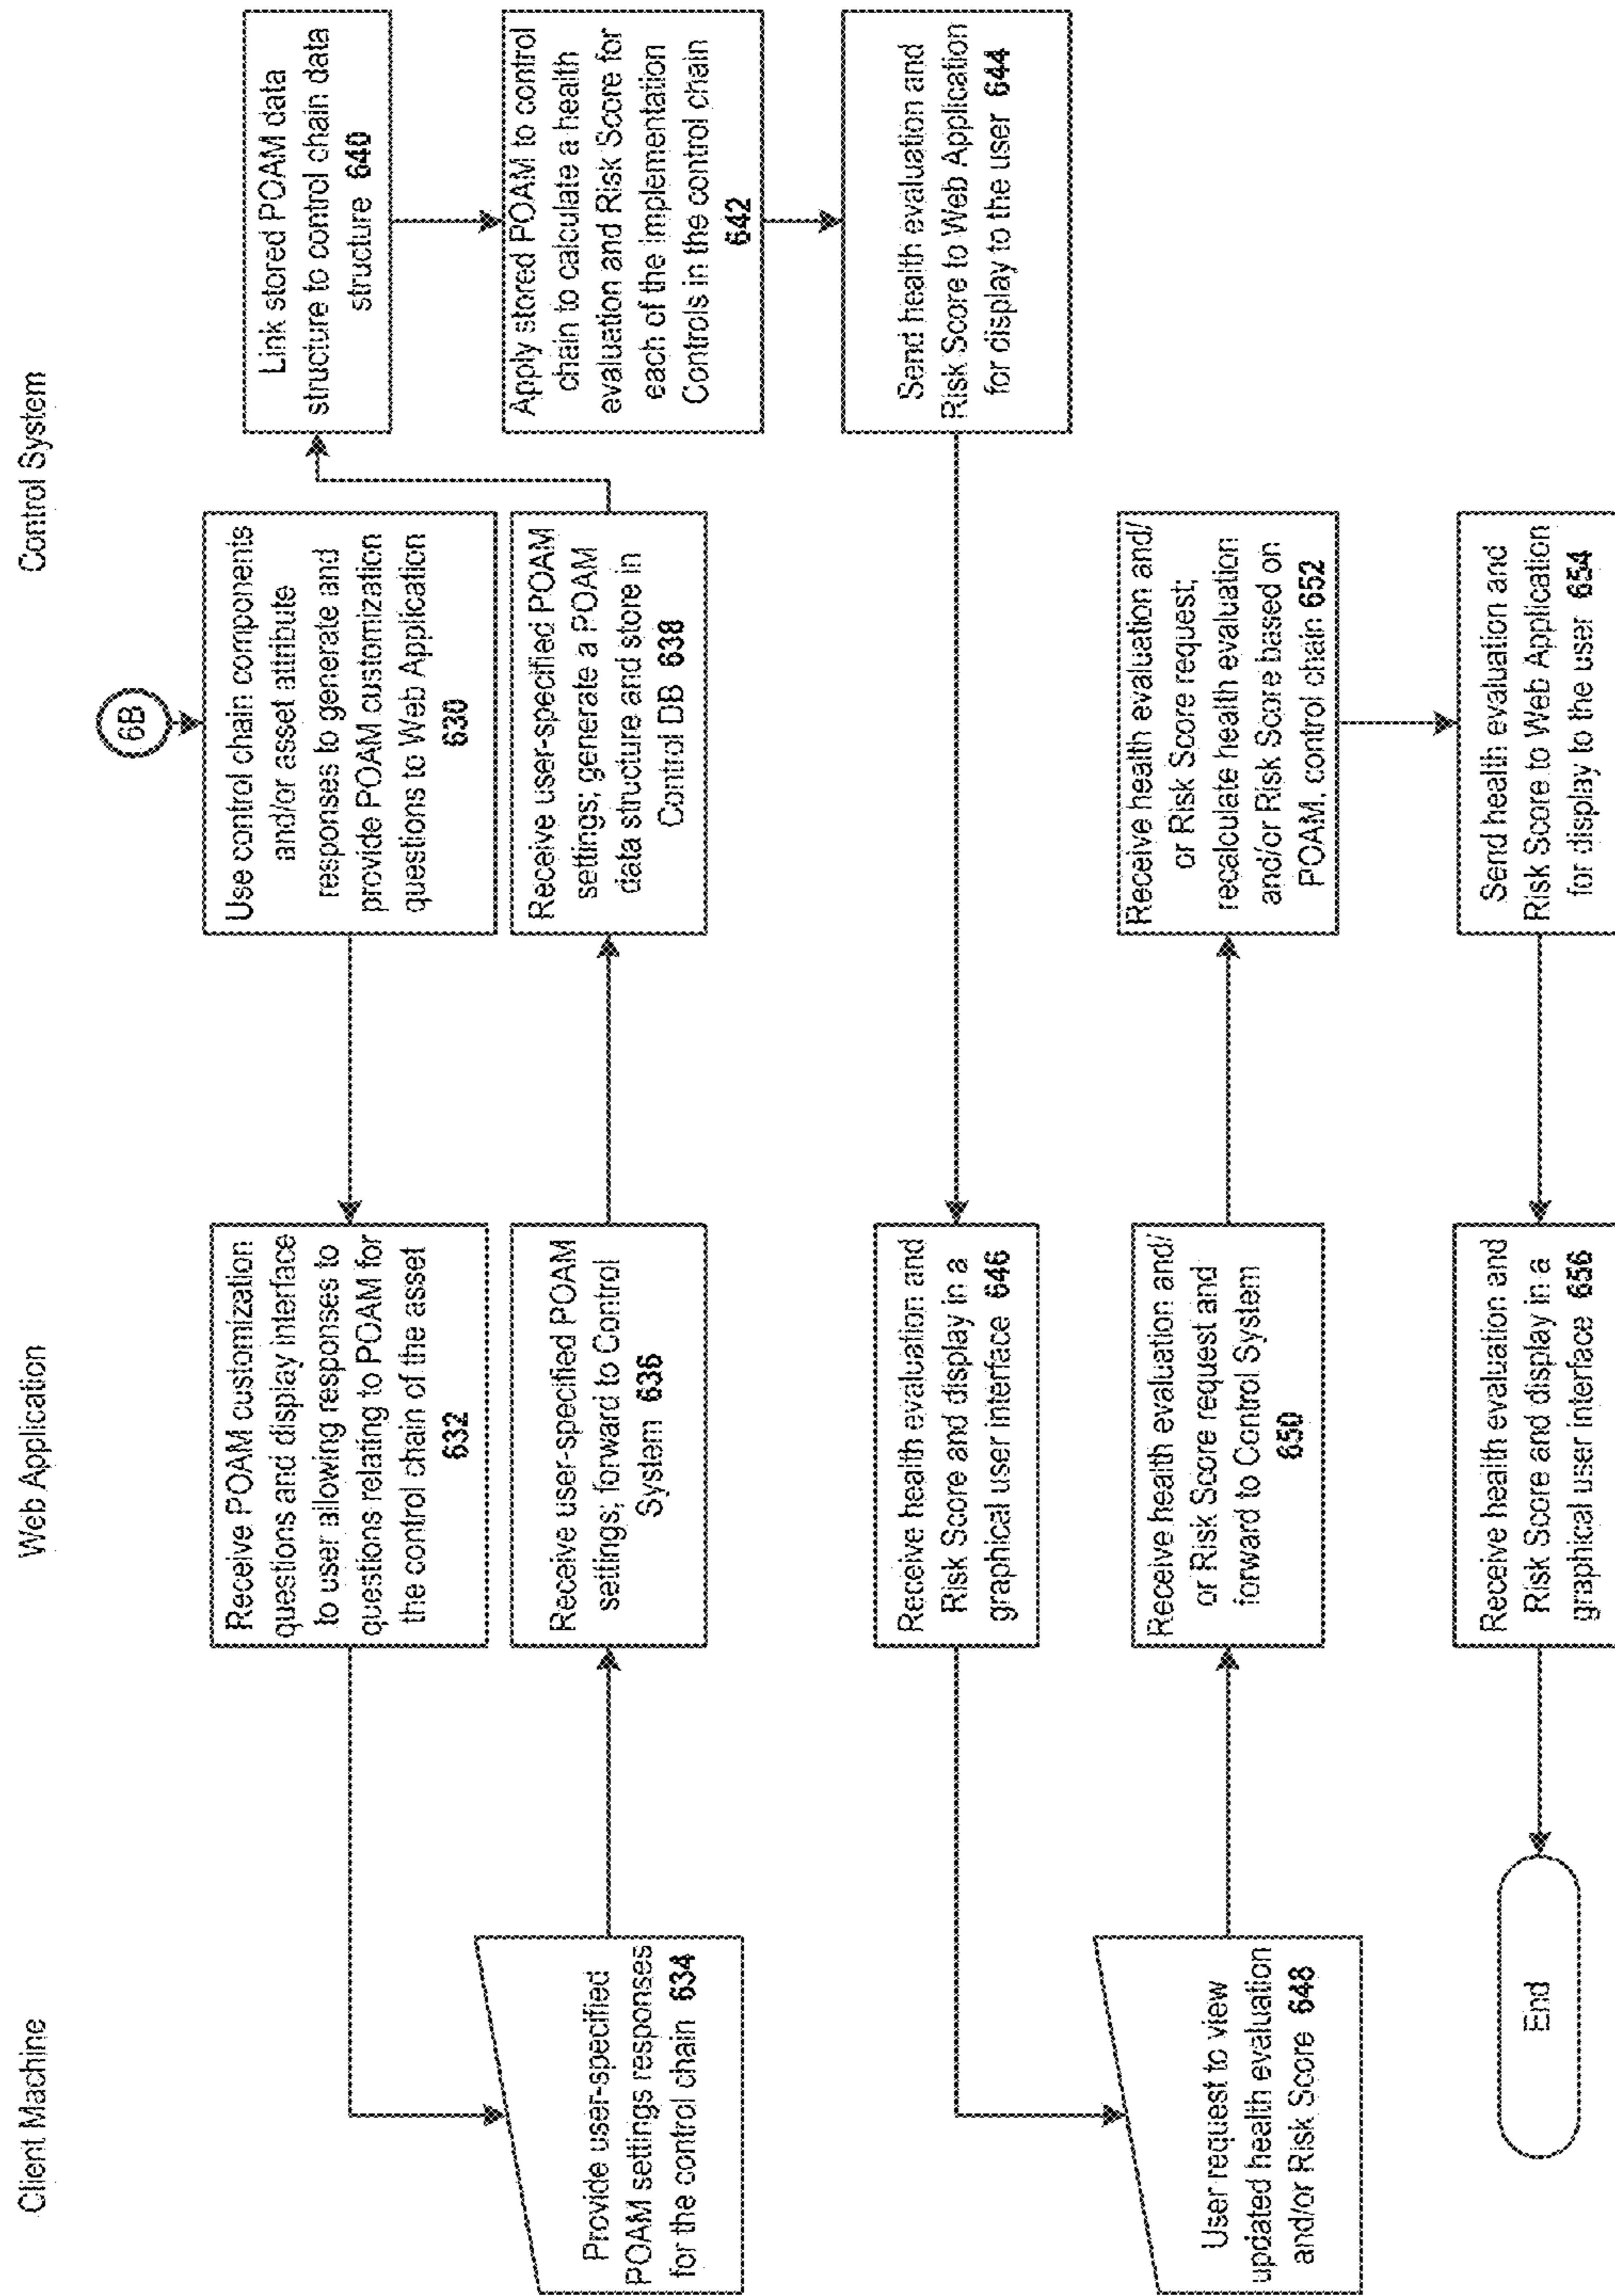 Client Machine
Web Application
Control System
6B
Use control chain components
and/or asset attribute
responses to generate and
provide POAM customization
questions to Web Application
630
Receive POAM customization
questions and display interface
to user allowing responses to
questions relating to POAM for
the control chain of the asset
632
Provide user-specified
POAM settings responses
for the control chain 634
Receive user-specified POAM
settings; forward to Control
System 636
Receive user-specified POAM
settings; generate a POAM
data structure and store in
Control DB 638
Link stored POAM data
structure to control chain data
structure 640
Apply stored POAM to control
chain to calculate a health
evaluation and Risk Score for
each of the Implementation
Controls in the control chain
642
Send health evaluation and
Risk Score to Web Application
for display to the user 644
Receive health evaluation and
Risk Score and display in a
graphical user interface 646
User request to view
updated health evaluation
and/or Risk Score 648
Receive health evaluation and/
or Risk Score request and
forward to Control System
650
Receive health evaluation and/
or Risk Score request;
recalculate health evaluation
and/or Risk Score based on
POAM, control chain 652
Send health evaluation and
Risk Score to Web Application
for display to the user 654
Receive health evaluation and
Risk Score and display in a
graphical user interface 656
End